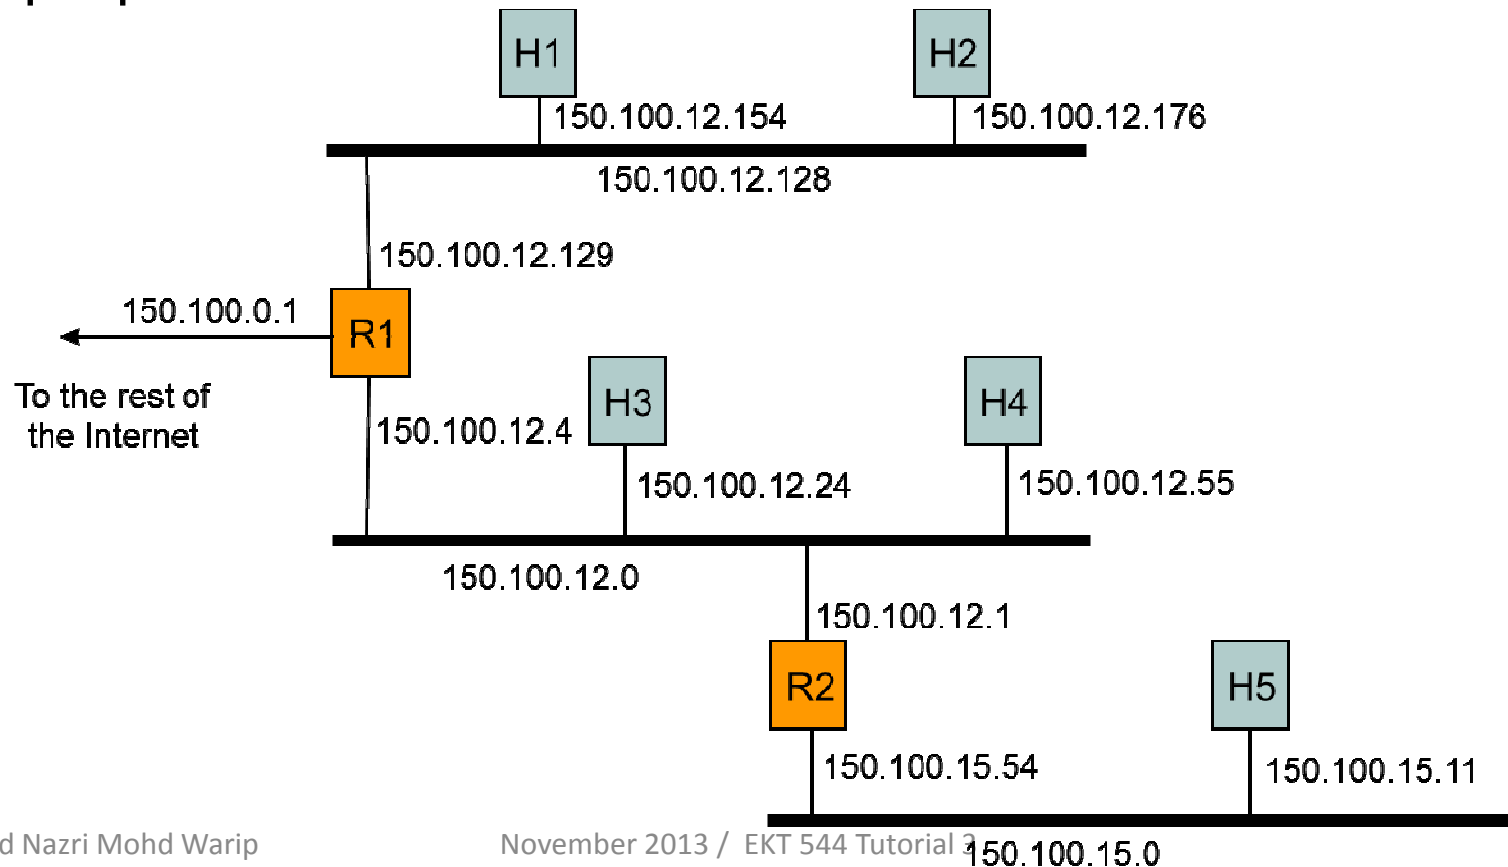 H1
H2
150.100.12.154
150.100.12.176
150.100.12.128
150.100.12.129
150.100.0.1
R1
To the rest of
the Internet
H3
H4
150.100.12.4
150.100.12.24
150.100.12.55
150.100.12.0
150.100.12.1
R2
H5
150.100.15.54
150.100.15.11
d Nazri Mohd Warip
November 2013 / EKT 544 Tutorial 3
150.100.15.0